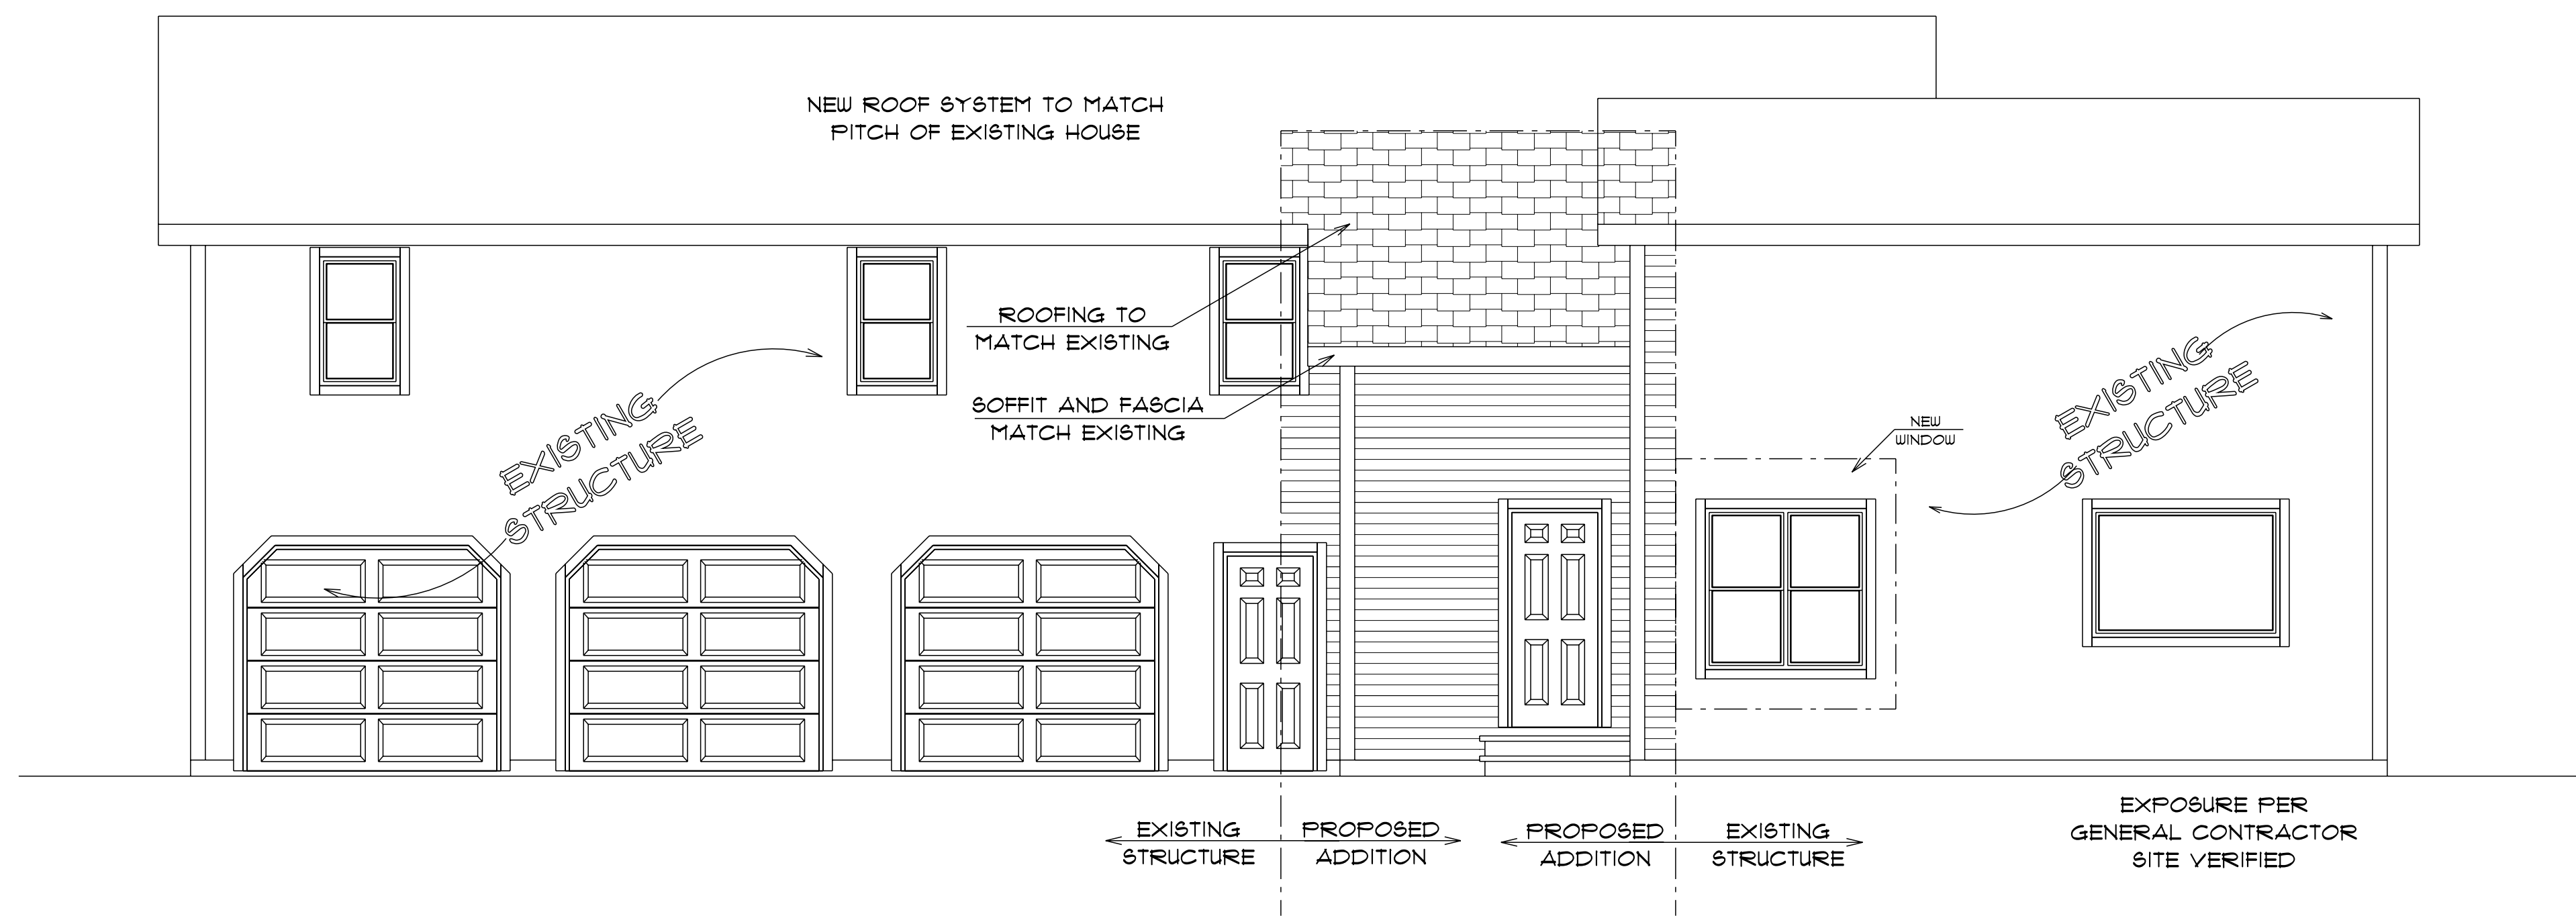 NEW ROOF SYSTEM TO MATCH
PITCH OF EXISTING HOUSE
ROOFING TO
MATCH EXISTING
SOFFIT AND FASCIA
MATCH EXISTING
EXISTING
STRUCTURE
NEW
WINDOW
EXISTING
STRUCTURE
EXISTING
STRUCTURE
PROPOSED
ADDITION
PROPOSED
ADDITION
EXISTING
STRUCTURE
EXPOSURE PER
GENERAL CONTRACTOR
SITE VERIFIED